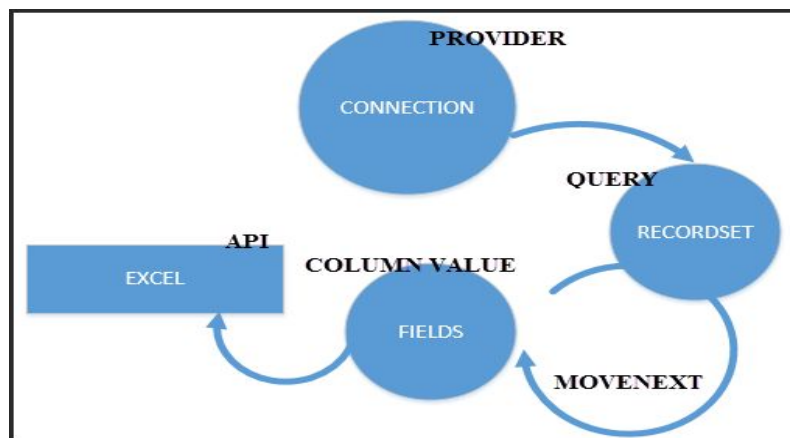 PROVIDER
CONNECTION
QUERY
RECORDSET
API
EXCEL
COLUMN VALUE
FIELDS
MOVENEXT